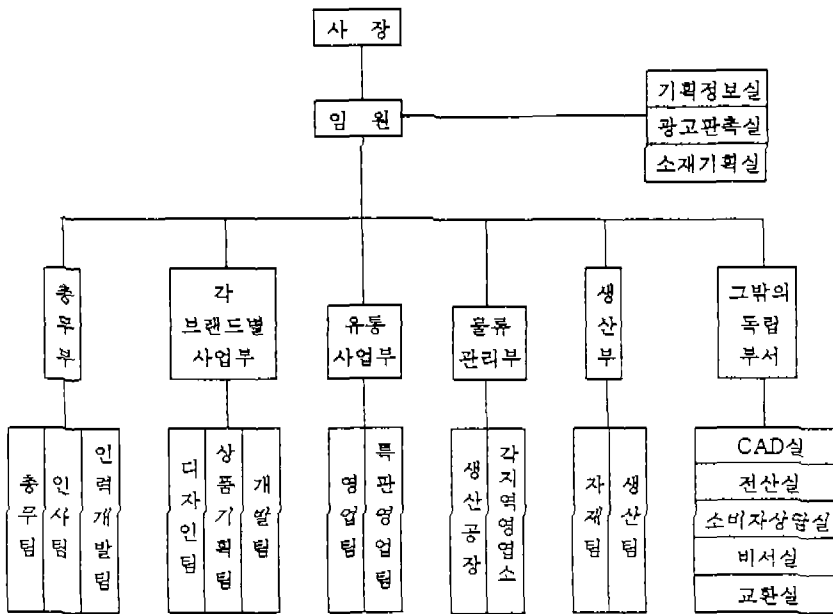 사 장
임 원
기획정보실
광고판촉실
소재기획실
총무부
각
브랜드별
사업부
유통
사업부
물류
관리부
생산부
그밖의
독립
부서
총무팀
인사팀
인력개발팀
디자인팀
상품기획팀
개발팀
영업팀
특판영업팀
생산공장
각지역영업소
자재팀
생산팀
CAD실
전산실
소비자상담실
비서실
교환실